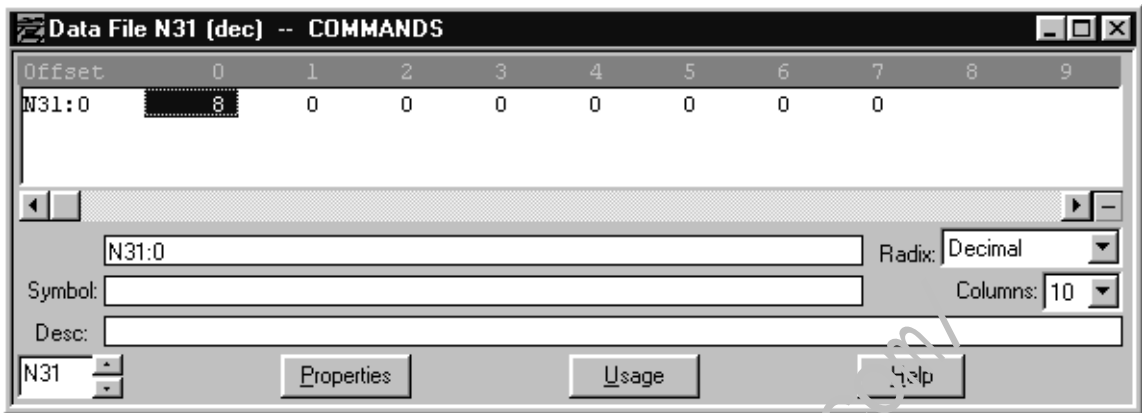 Data File N31 (dec) -- COMMANDS
Offset 0 1 2 3 4 5 6 7 8 9
N31:0 8 0 0 0 0 0 0 0
N31:0 Radix: Decimal
Symbol: Columns: 10
Desc:
N31 Properties Usage Help